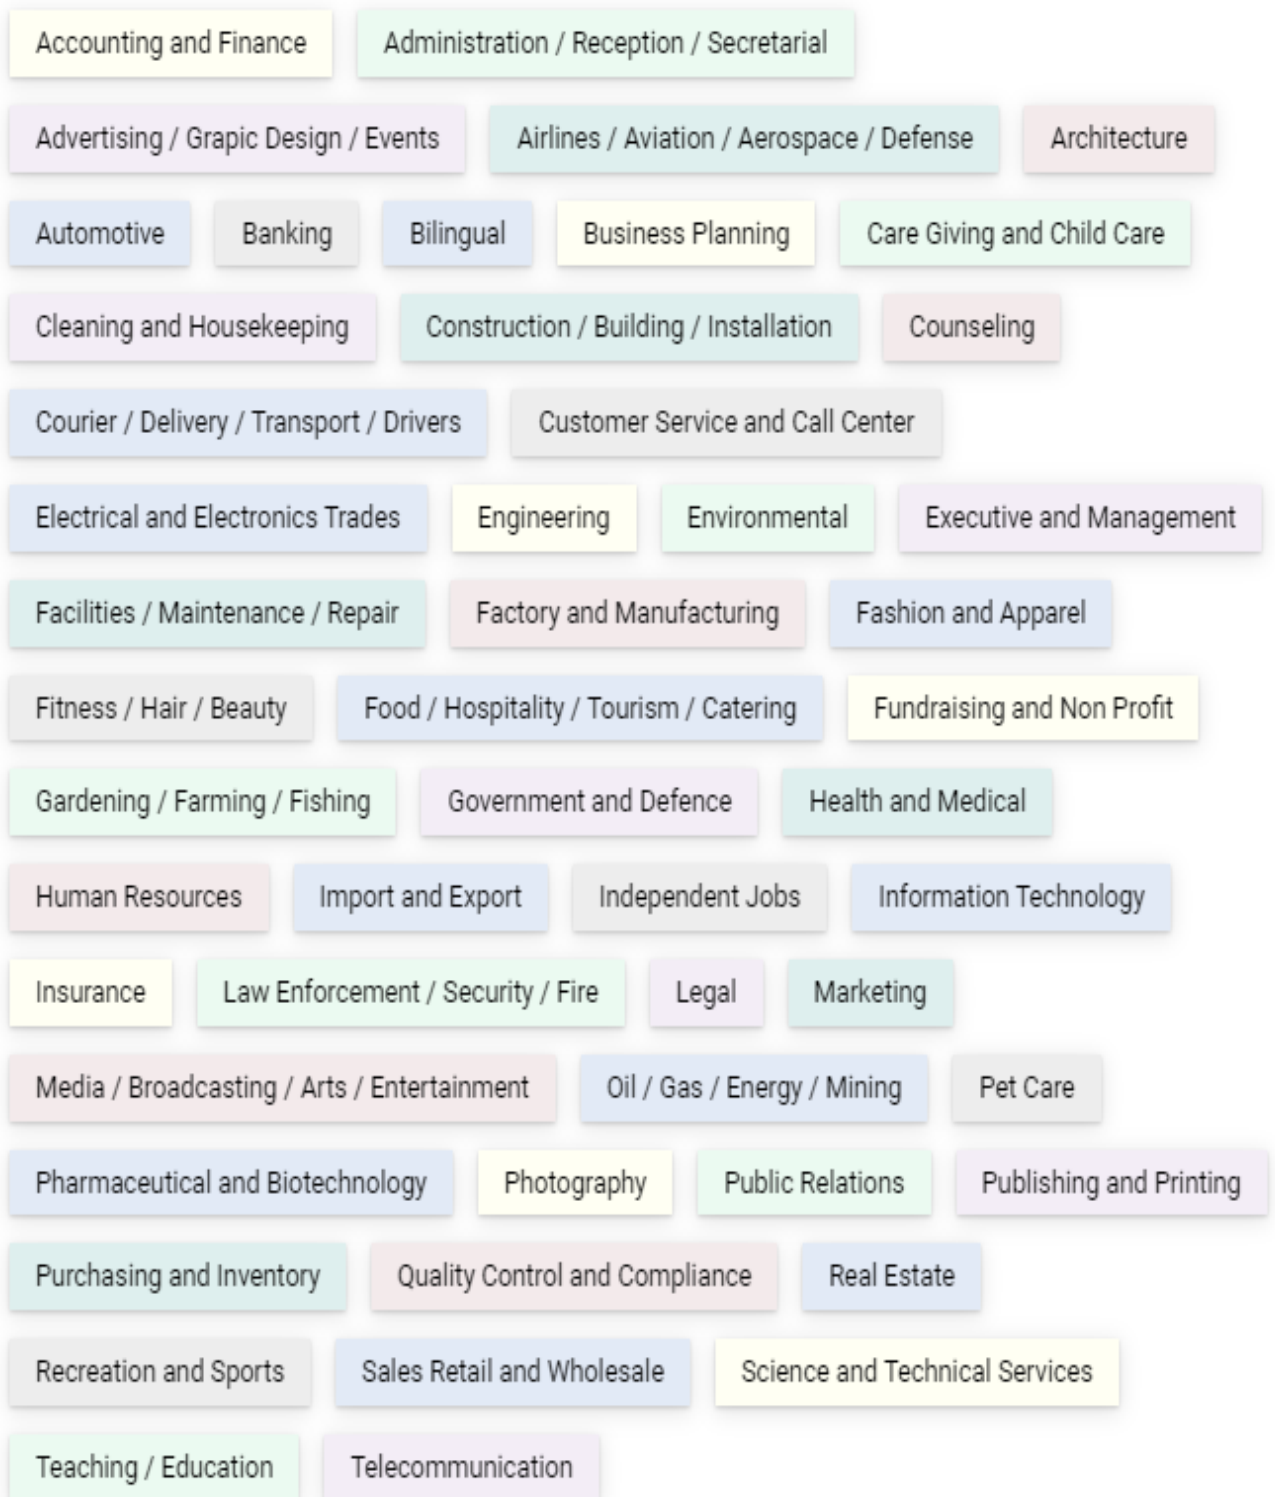 Accounting and Finance Administration / Reception / Secretarial
Advertising / Grapic Design / Events Airlines / Aviation / Aerospace / Defense Architecture
Automotive Banking Bilingual Business Planning Care Giving and Child Care
Cleaning and Housekeeping Construction / Building / Installation Counseling
Courier / Delivery / Transport / Drivers Customer Service and Call Center
Electrical and Electronics Trades Engineering Environmental Executive and Management
Facilities / Maintenance / Repair Factory and Manufacturing Fashion and Apparel
Fitness / Hair / Beauty Food / Hospitality / Tourism / Catering Fundraising and Non Profit
Gardening / Farming / Fishing Government and Defence Health and Medical
Human Resources Import and Export Independent Jobs Information Technology
Insurance Law Enforcement / Security / Fire Legal Marketing
Media / Broadcasting / Arts / Entertainment Oil / Gas / Energy / Mining Pet Care
Pharmaceutical and Biotechnology Photography Public Relations Publishing and Printing
Purchasing and Inventory Quality Control and Compliance Real Estate
Recreation and Sports Sales Retail and Wholesale Science and Technical Services
Teaching / Education Telecommunication